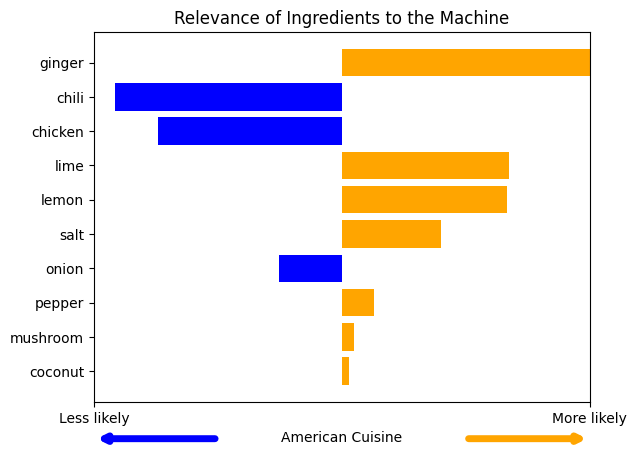 Relevance of Ingredients to the Machine
ginger
chili
chicken
lime
lemon
salt
onion
pepper
mushroom
coconut
Less likely
More likely
American Cuisine